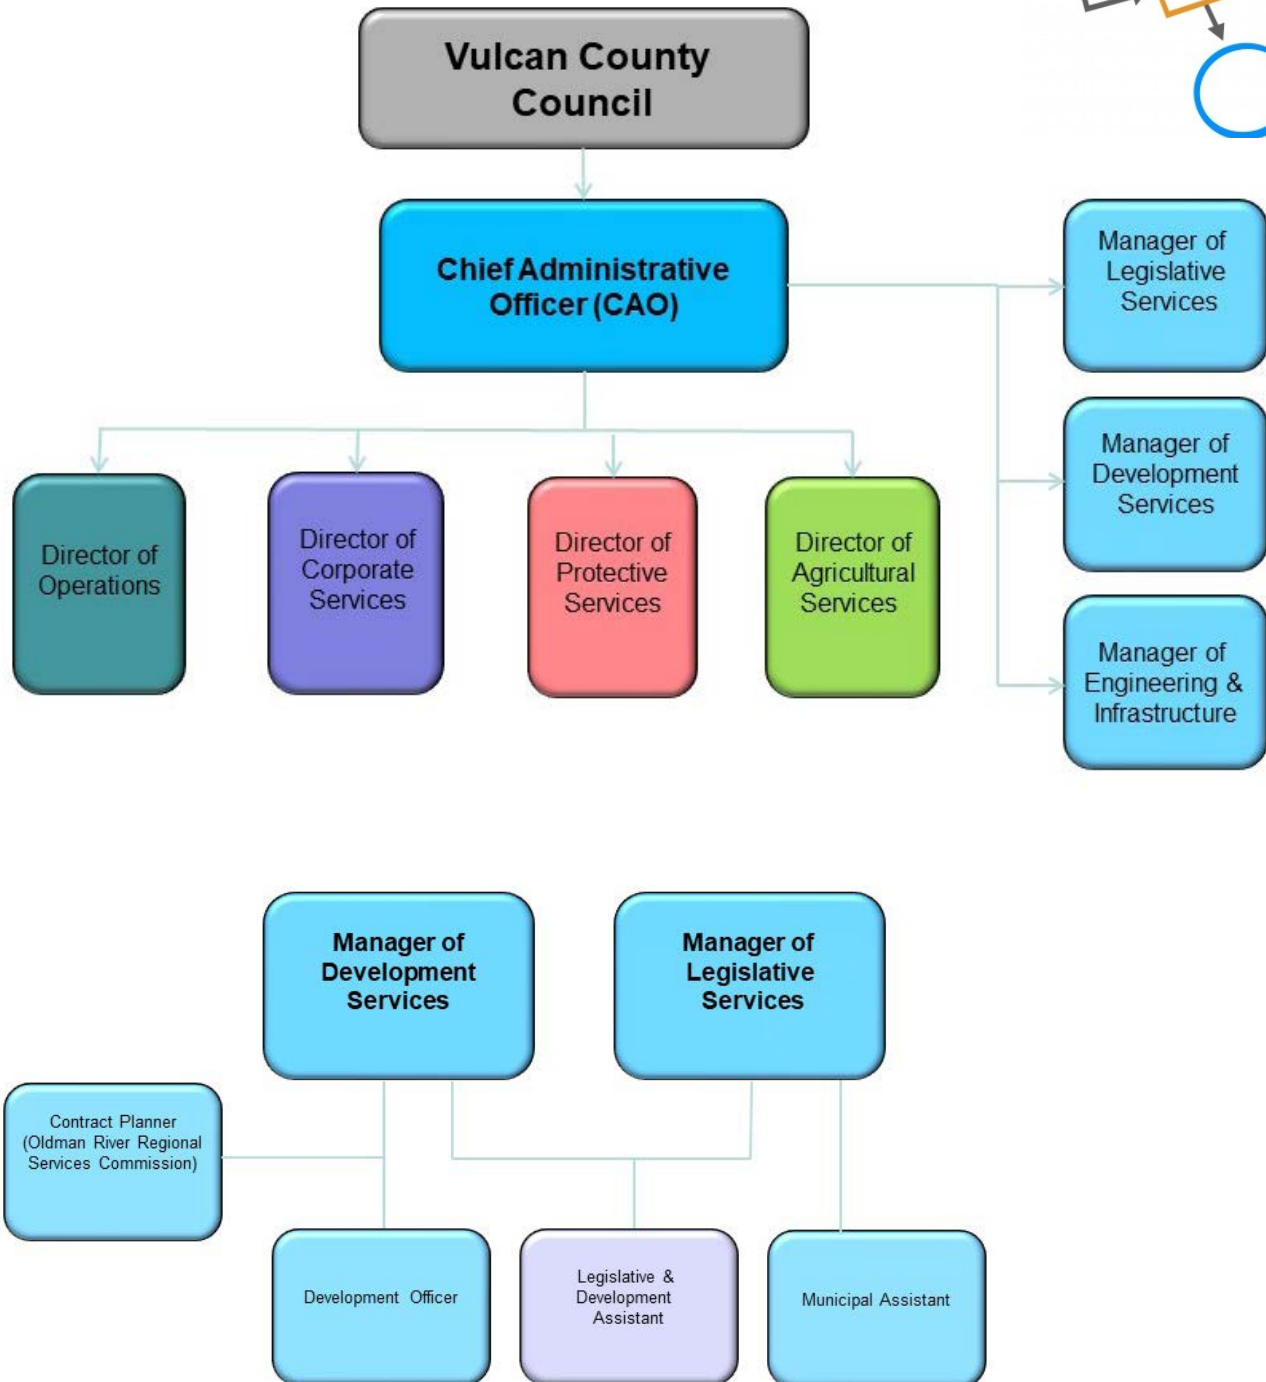 Vulcan County
Council
Chief Administrative
Officer (CAO)
Manager of
Legislative
Services
Manager of
Development
Services
Manager of
Engineering &
Infrastructure
Director of
Operations
Director of
Corporate
Services
Director of
Protective
Services
Director of
Agricultural
Services
Manager of
Development
Services
Manager of
Legislative
Services
Contract Planner
(Oldman River Regional
Services Commission)
Development Officer
Legislative &
Development
Assistant
Municipal Assistant